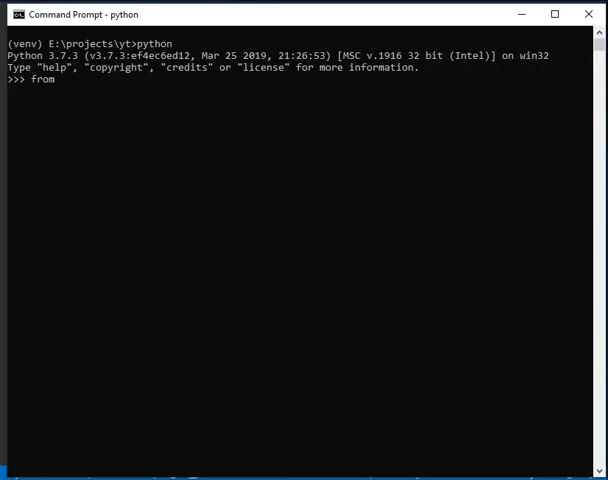 Command Prompt - python
(venv) E:\projects\yt>python
Python 3.7.3 (v3.7.3:ef4ec6ed12, Mar 25 2019, 21:26:53) [MSC v.1916 32 bit (Intel)] on win32
Type "help", "copyright", "credits" or "license" for more information.
>>> from